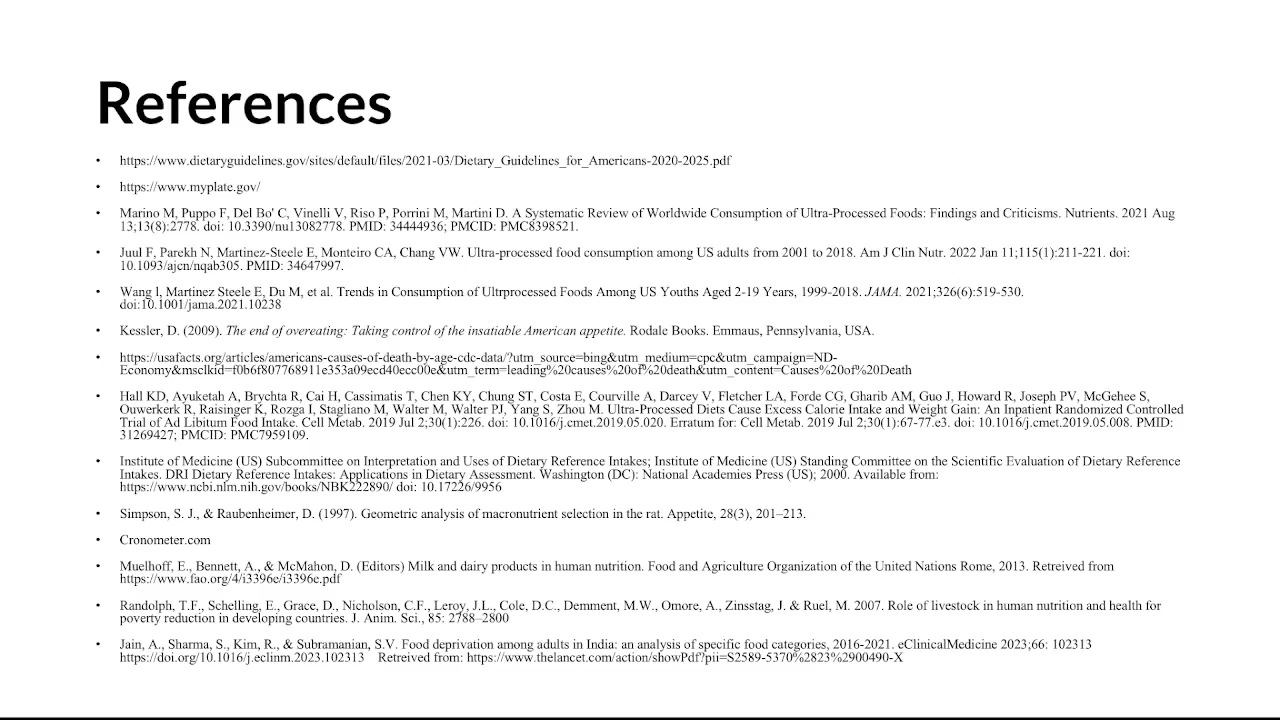 References
• https://www.dietaryguidelines.gov/sites/default/files/2021-03/Dietary_Guidelines_for_Americans-2020-2025.pdf
• https://www.myplate.gov/
• Marino M, Puppo F, Del Bo' C, Vinelli V, Riso P, Porrini M, Martini D. A Systematic Review of Worldwide Consumption of Ultra-Processed Foods: Findings and Criticisms. Nutrients. 2021 Aug
13;13(8):2778. doi: 10.3390/nu13082778. PMID: 34444936; PMCID: PMC8398521.
• Juul F, Parekh N, Martinez-Steele E, Monteiro CA, Chang VW. Ultra-processed food consumption among US adults from 2001 to 2018. Am J Clin Nutr. 2022 Jan 11;115(1):211-221. doi:
10.1093/ajcn/nqab305. PMID: 34647997.
• Wang l, Martinez Steele E, Du M, et al. Trends in Consumption of Ultrprocessed Foods Among US Youths Aged 2-19 Years, 1999-2018. JAMA. 2021;326(6):519-530.
doi:10.1001/jama.2021.10238
• Kessler, D. (2009). The end of overeating: Taking control of the insatiable American appetite. Rodale Books. Emmaus, Pennsylvania, USA.
• https://usafacts.org/articles/americans-causes-of-death-by-age-cdc-data/?utm_source=bing&utm_medium=cpc&utm_campaign=ND-
Economy&msclkid=f0b6f807768911e353a09ecd40ecc00e&utm_term=leading%20causes%20of%20death&utm_content=Causes%20of%20Death
• Hall KD, Ayuketah A, Brychta R, Cai H, Cassimatis T, Chen KY, Chung ST, Costa E, Courville A, Darcey V, Fletcher LA, Forde CG, Gharib AM, Guo J, Howard R, Joseph PV, McGehee S,
Ouwerkerk R, Raisinger K, Rozga I, Stagliano M, Walter M, Walter PJ, Yang S, Zhou M. Ultra-Processed Diets Cause Excess Calorie Intake and Weight Gain: An Inpatient Randomized Controlled
Trial of Ad Libitum Food Intake. Cell Metab. 2019 Jul 2;30(1):226. doi: 10.1016/j.cmet.2019.05.020. Erratum for: Cell Metab. 2019 Jul 2;30(1):67-77.e3. doi: 10.1016/j.cmet.2019.05.008. PMID:
31269427; PMCID: PMC7959109.
• Institute of Medicine (US) Subcommittee on Interpretation and Uses of Dietary Reference Intakes; Institute of Medicine (US) Standing Committee on the Scientific Evaluation of Dietary Reference
Intakes. DRI Dietary Reference Intakes: Applications in Dietary Assessment. Washington (DC): National Academies Press (US); 2000. Available from:
https://www.ncbi.nlm.nih.gov/books/NBK222890/ doi: 10.17226/9956
• Simpson, S. J., & Raubenheimer, D. (1997). Geometric analysis of macronutrient selection in the rat. Appetite, 28(3), 201–213.
• Cronometer.com
• Muelhoff, E., Bennett, A., & McMahon, D. (Editors) Milk and dairy products in human nutrition. Food and Agriculture Organization of the United Nations Rome, 2013. Retreived from
https://www.fao.org/4/i3396e/i3396e.pdf
• Randolph, T.F., Schelling, E., Grace, D., Nicholson, C.F., Leroy, J.L., Cole, D.C., Demment, M.W., Omore, A., Zinsstag, J. & Ruel, M. 2007. Role of livestock in human nutrition and health for
poverty reduction in developing countries. J. Anim. Sci., 85: 2788–2800
• Jain, A., Sharma, S., Kim, R., & Subramanian, S.V. Food deprivation among adults in India: an analysis of specific food categories, 2016-2021. eClinicalMedicine 2023;66: 102313
https://doi.org/10.1016/j.eclinm.2023.102313 Retreived from: https://www.thelancet.com/action/showPdf?pii=S2589-5370%2823%2900490-X